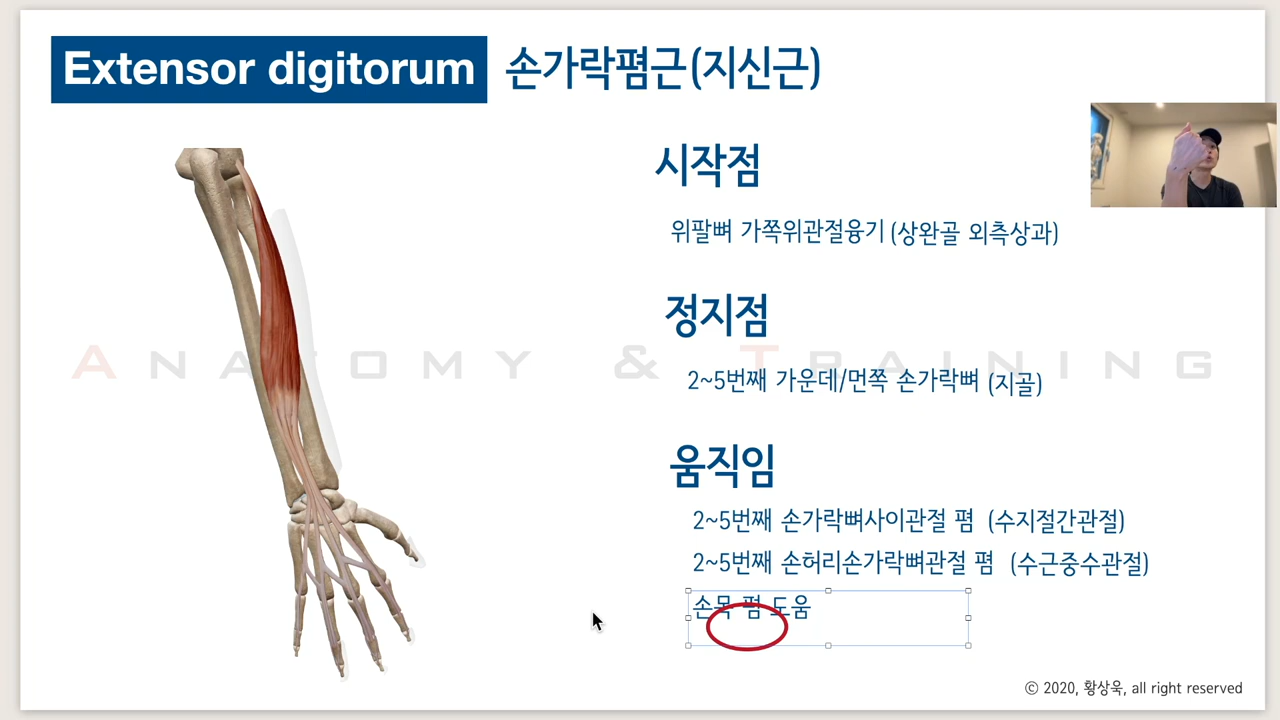 Extensor digitorum 손가락폄근(지신근)
시작점
위팔뼈 가쪽위관절융기 (상완골 외측상과)
정지점
ANATOMY & TRAINING
2~5번째 가운데/먼쪽 손가락뼈 (지골)
움직임
2~5번째 손가락뼈사이관절 폄 (수지절간관절)
2~5번째 손허리손가락뼈관절 폄 (수근중수관절)
손목 폄 도움
© 2020, 황상욱, all right reserved